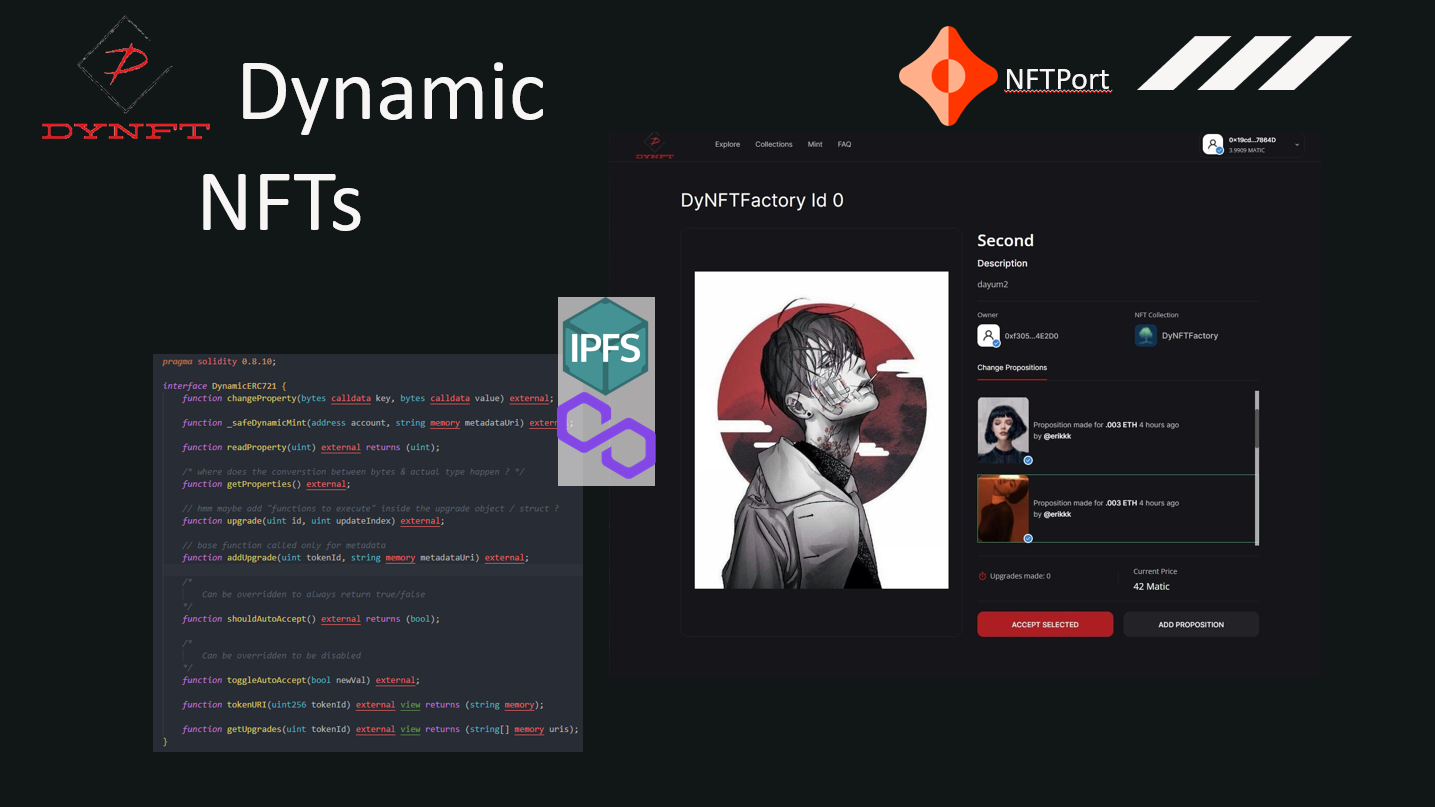 DYNFT
Dynamic
NFTs
NFTPort
DYNFT
Explore Collections Mint FAQ
0x19cd...7864D
3.9909 MATIC
DyNFTFactory Id 0
Second
Description
dayum2
Owner
0xf305...4E2D0
NFT Collection
DyNFTFactory
Change Propositions
Proposition made for .003 ETH 4 hours ago
by @erikkk
Proposition made for .003 ETH 4 hours ago
by @erikkk
Upgrades made: 0
Current Price
42 Matic
ACCEPT SELECTED
ADD PROPOSITION
IPFS
pragma solidity 0.8.10;
interface DynamicERC721 {
function changeProperty(bytes calldata key, bytes calldata value) external;
function _safeDynamicMint(address account, string memory metadataUri) extern ;
function readProperty(uint) external returns (uint);
/* where does the converstion between bytes & actual type happen ? */
function getProperties() external;
// hmm maybe add "functions to execute" inside the upgrade object / struct ?
function upgrade(uint id, uint updateIndex) external;
// base function called only for metadata
function addUpgrade(uint tokenId, string memory metadataUri) external;
/*
Can be overridden to always return true/false
*/
function shouldAutoAccept() external returns (bool);
/*
Can be overridden to be disabled
*/
function toggleAutoAccept(bool newVal) external;
function tokenURI(uint256 tokenId) external view returns (string memory);
function getUpgrades(uint tokenId) external view returns (string[] memory uris);
}